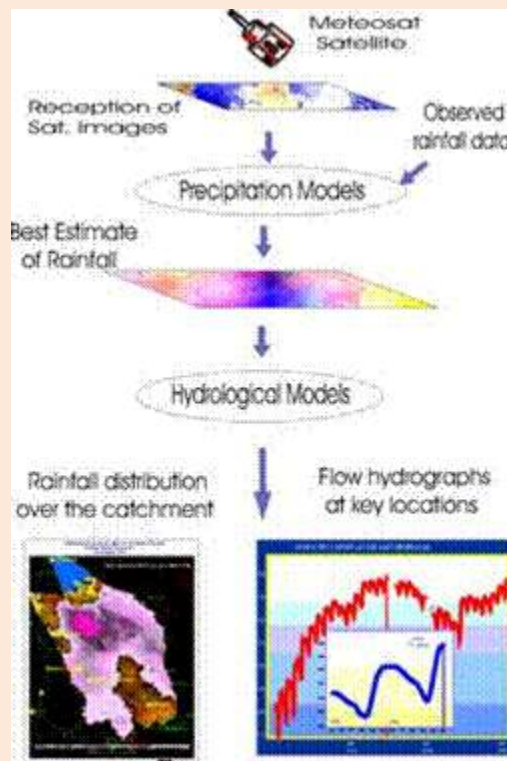 Meteosat
Satellite
Reception of
Sat. Images
Observed
rainfall data
Precipitation Models
Best Estimate
of Rainfall
Hydrological Models
Rainfall distribution
over the catchment
Flow hydrographs
at key locations